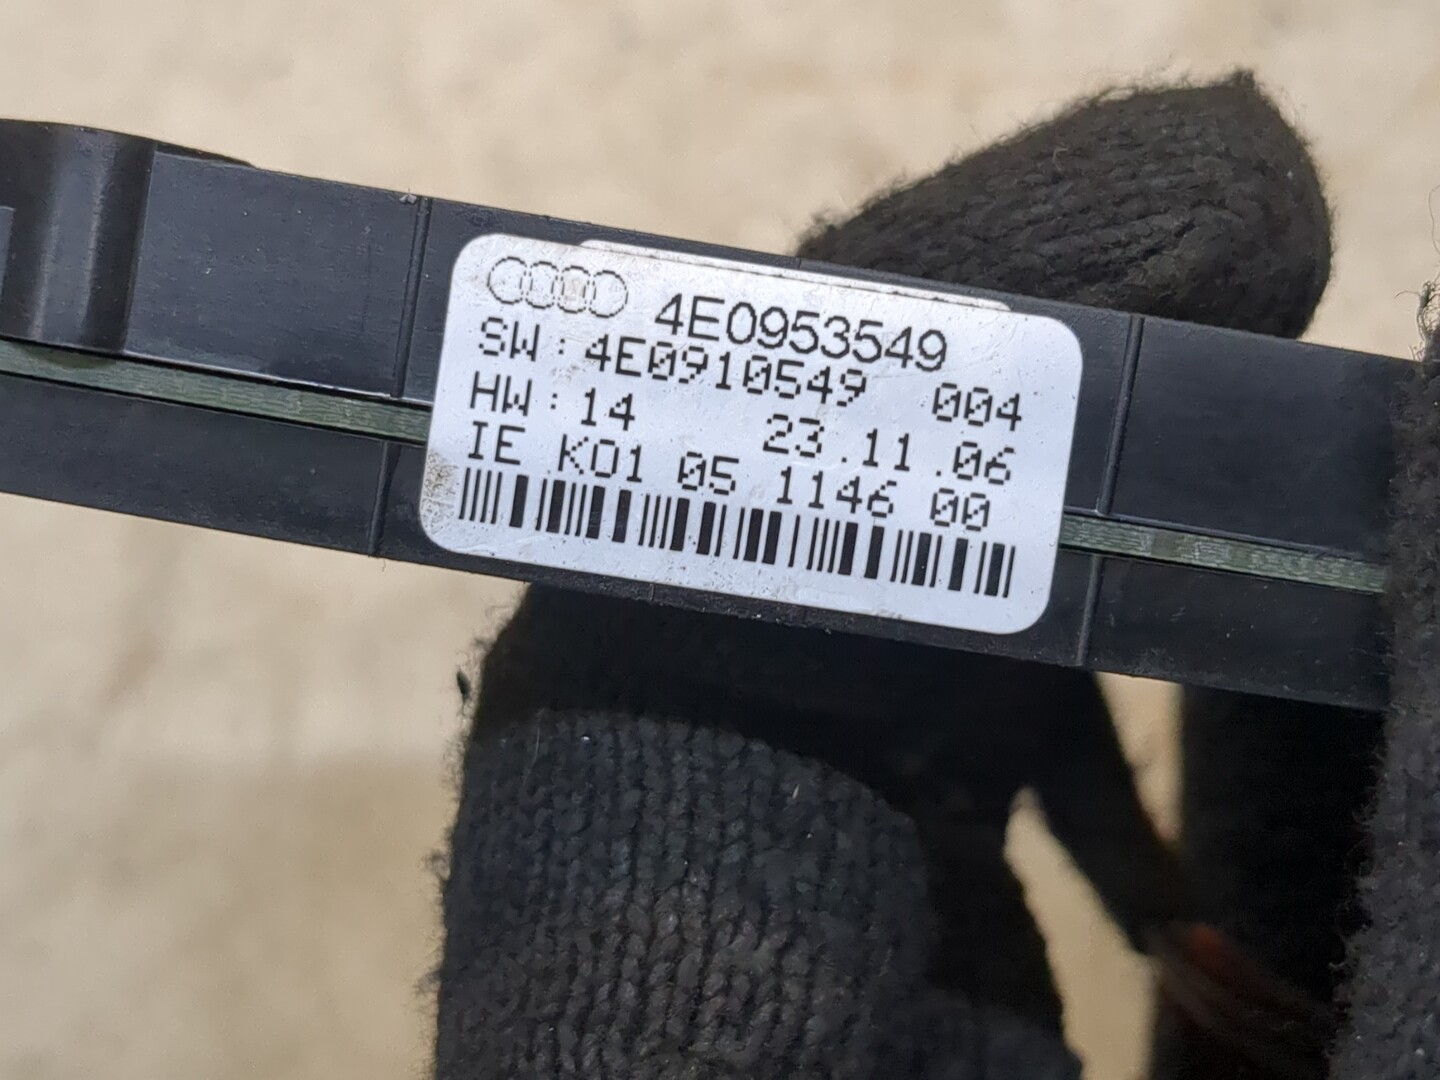 4E0953549
SW: 4E0910549 004
HW: 14 23.11.06
IE K01 05 1146 00